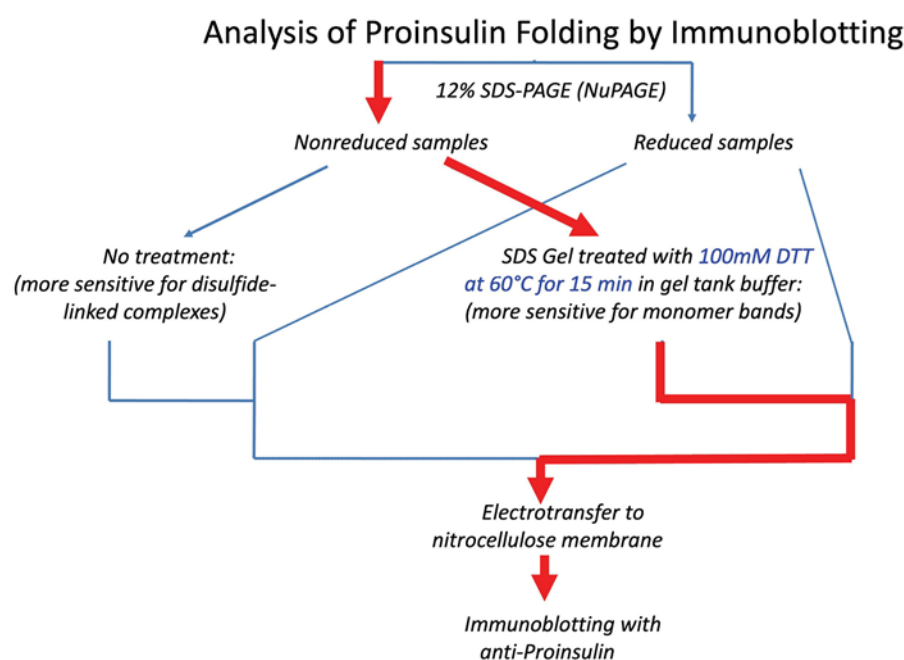 Analysis of Proinsulin Folding by Immunoblotting
12% SDS-PAGE (NuPAGE)
Nonreduced samples
Reduced samples
No treatment:
(more sensitive for disulfide-
linked complexes)
SDS Gel treated with 100mM DTT
at 60°C for 15 min in gel tank buffer:
(more sensitive for monomer bands)
Electrotransfer to
nitrocellulose membrane
Immunoblotting with
anti-Proinsulin